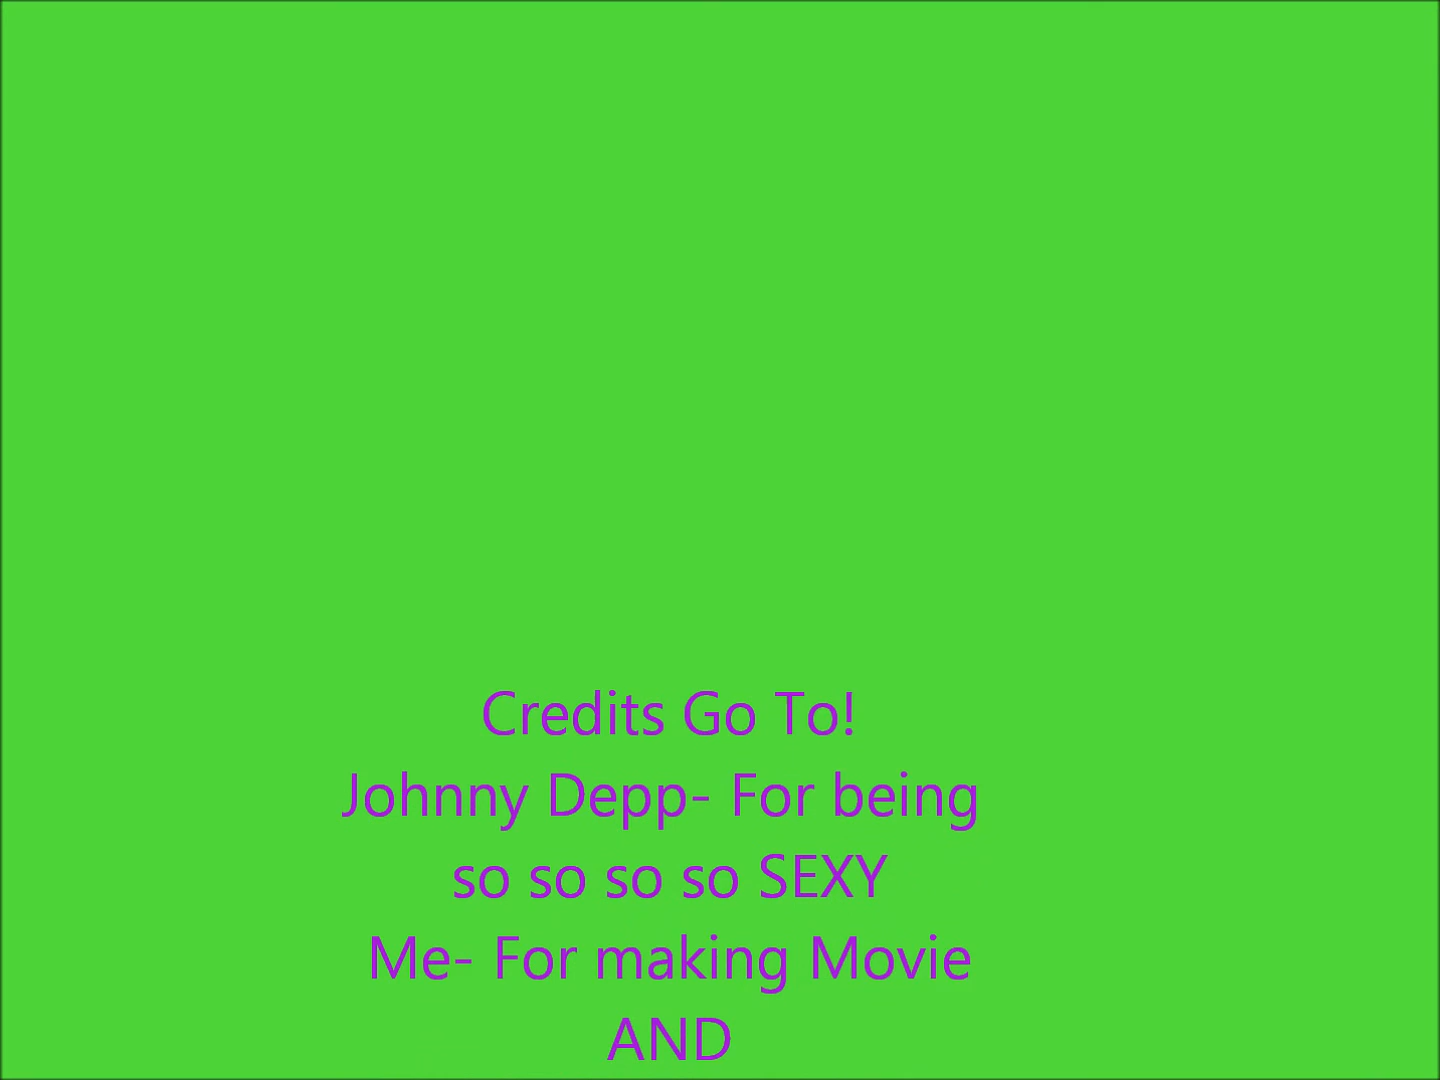 Credits Go To!
Johnny Depp- For being
so so so so SEXY
Me- For making Movie
AND